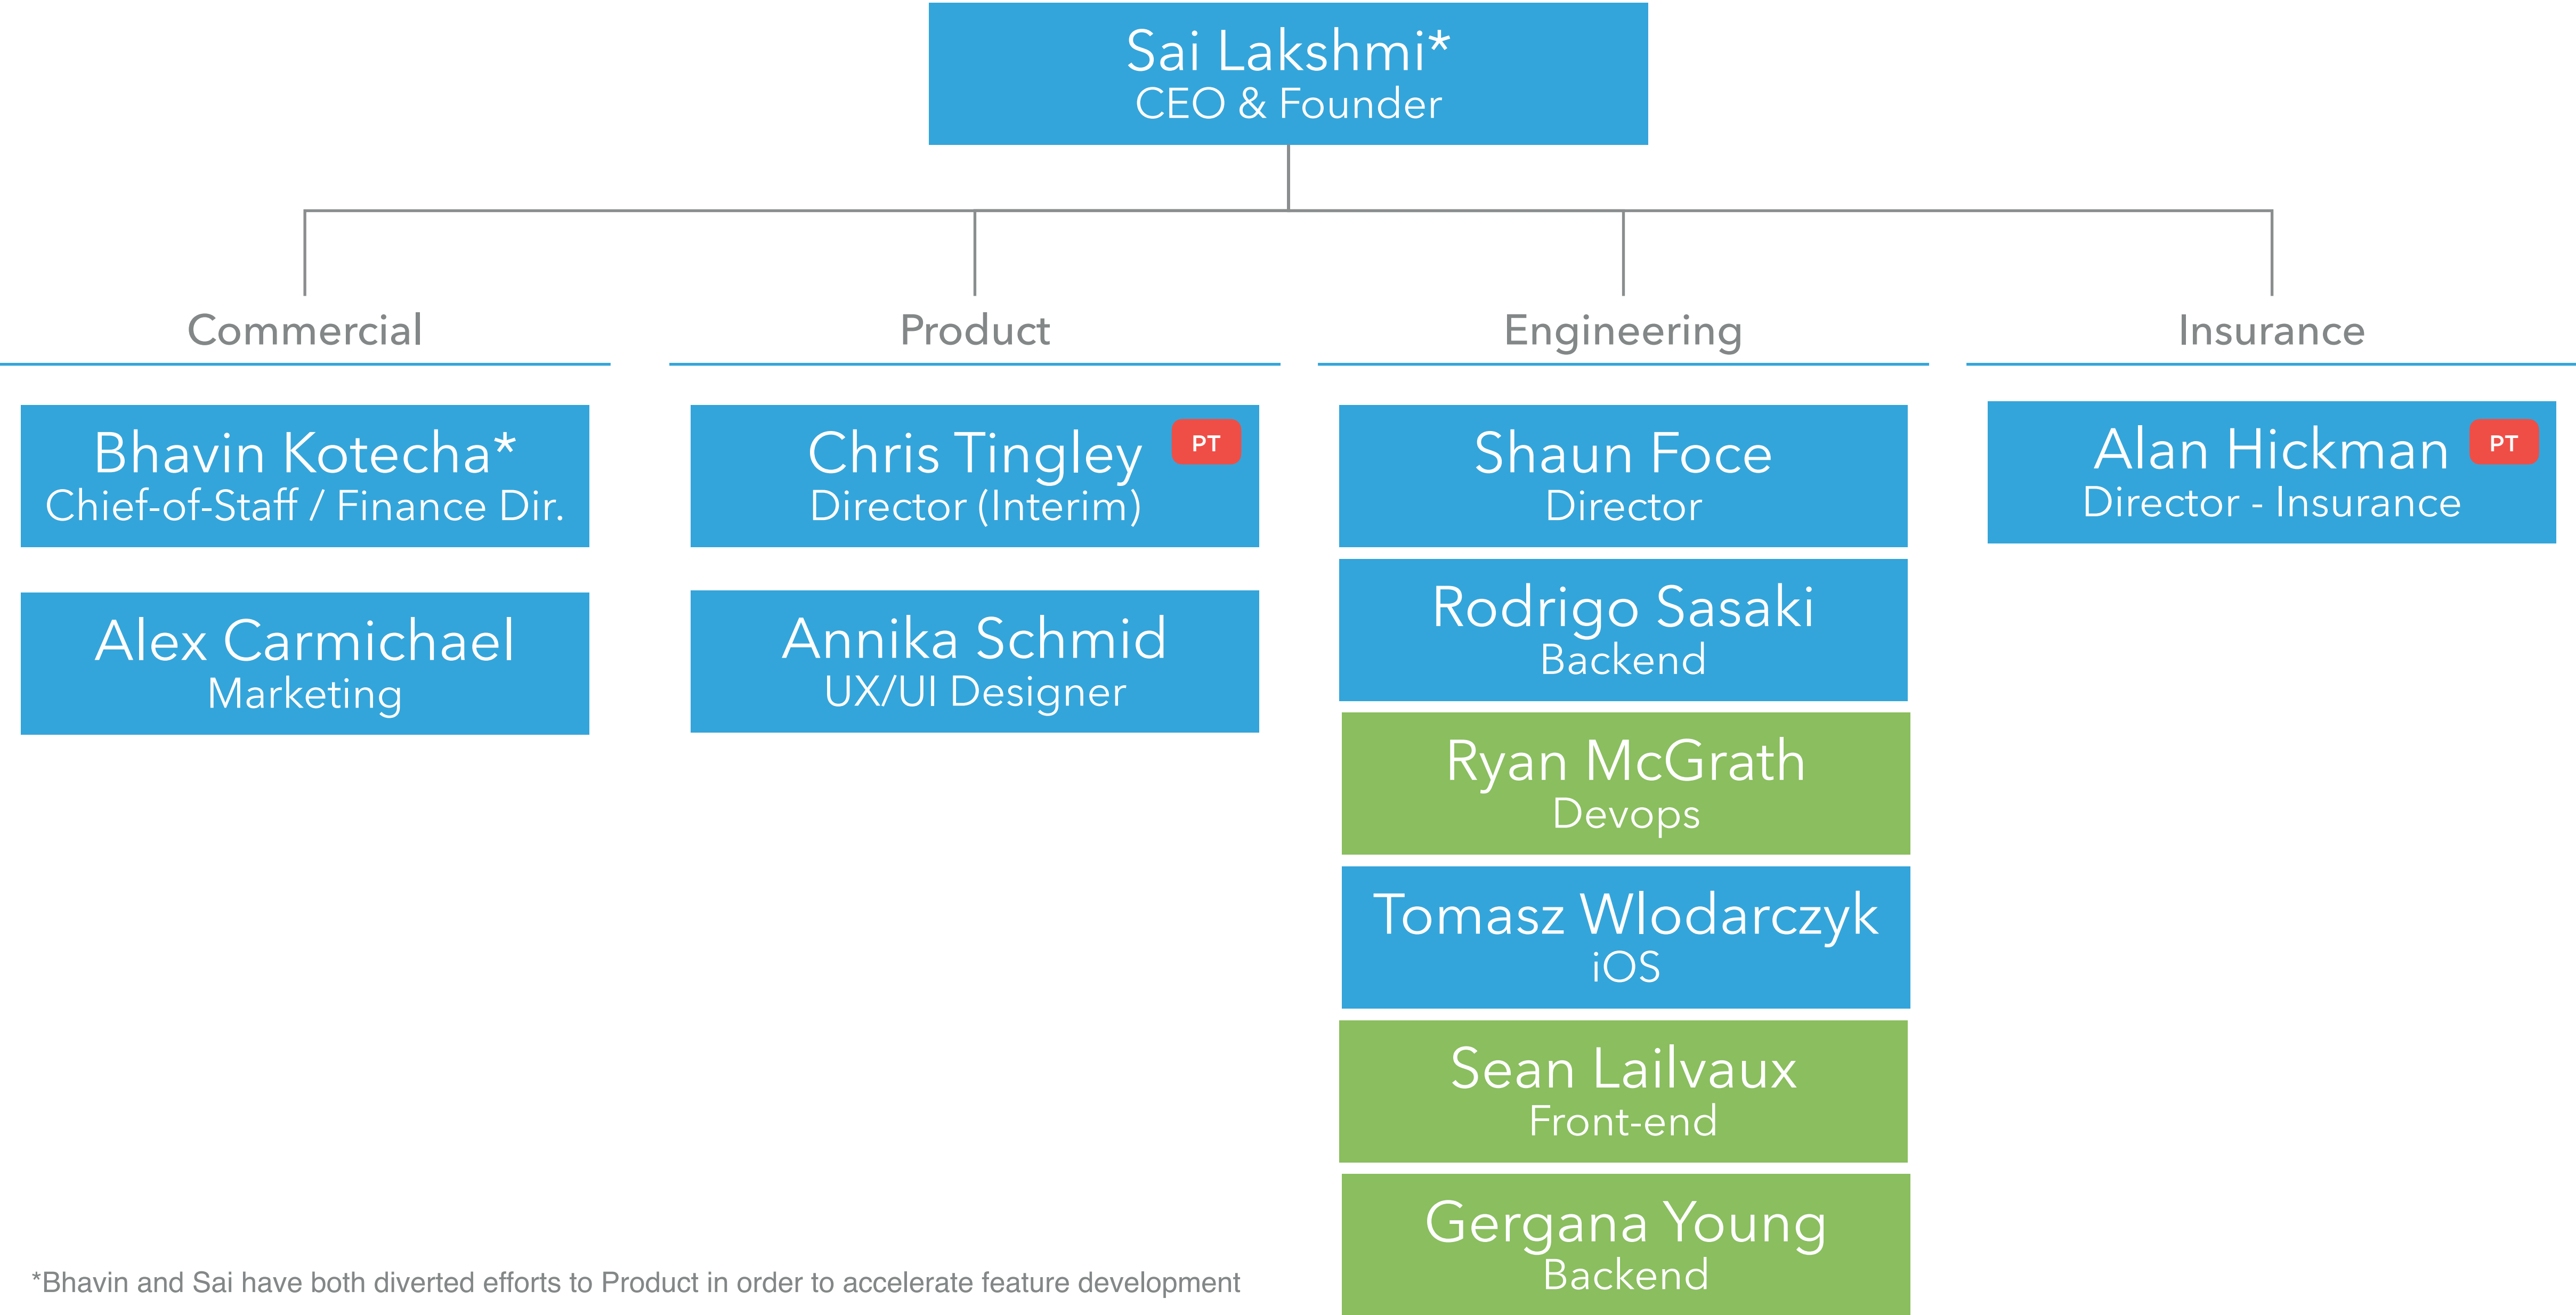 Sai Lakshmi*
CEO & Founder
Commercial
Bhavin Kotecha*
Chief-of-Staff / Finance Dir.
Alex Carmichael
Marketing
Product
Chris Tingley
PT
Director (Interim)
Annika Schmid
UX/UI Designer
Engineering
Shaun Foce
Director
Rodrigo Sasaki
Backend
Ryan McGrath
Devops
Tomasz Wlodarczyk
iOS
Sean Lailvaux
Front-end
Gergana Young
Backend
Insurance
Alan Hickman
PT
Director - Insurance
*Bhavin and Sai have both diverted efforts to Product in order to accelerate feature development